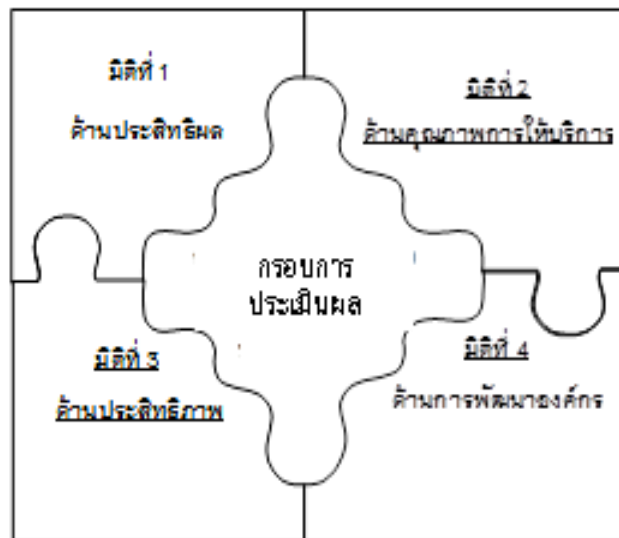 มิติที่ 1
ด้านประสิทธิผล
มิติที่ 2
ด้านคุณภาพการให้บริการ
กรอบการ
ประเมินผล
มิติที่ 3
ด้านประสิทธิภาพ
มิติที่ 4
ด้านการพัฒนาองค์กร